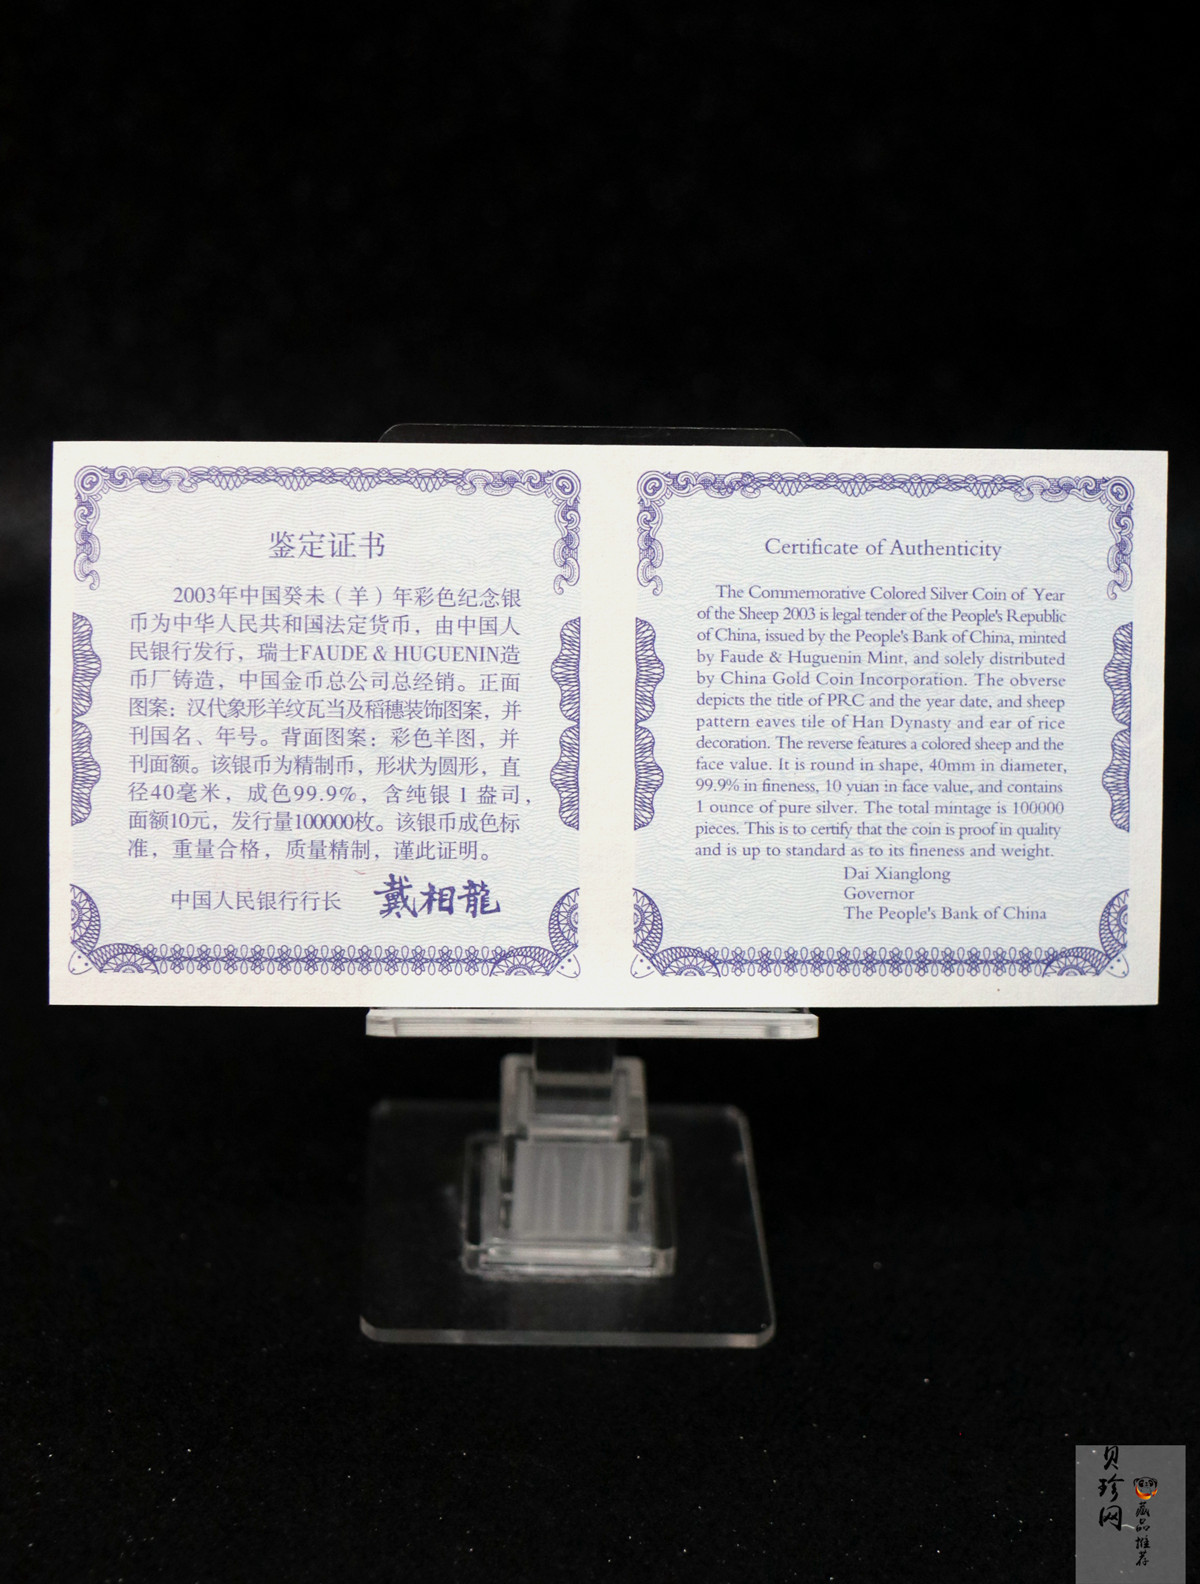 鉴定证书
2003年中国癸未（羊）年彩色纪念银
币为中华人民共和国法定货币，由中国人
民银行发行，瑞士FAUDE & HUGUENIN造
币厂铸造，中国金币总公司总经销。正面
图案：汉代象形羊纹瓦当及稻穗装饰图案，并
刊国名、年号。背面图案：彩色羊图，并
刊面额。该银币为精制币，形状为圆形，直
径40毫米，成色99.9%，含纯银1盎司，
面额10元，发行量100000枚。该银币成色标
准，重量合格，质量精制，谨此证明。
中国人民银行行长 戴相龍
Certificate of Authenticity
The Commemorative Colored Silver Coin of Year
of the Sheep 2003 is legal tender of the People's Republic
of China, issued by the People's Bank of China, minted
by Faude & Huguenin Mint, and solely distributed
by China Gold Coin Incorporation. The obverse
depicts the title of PRC and the year date, and sheep
pattern eaves tile of Han Dynasty and ear of rice
decoration. The reverse features a colored sheep and the
face value. It is round in shape, 40mm in diameter,
99.9% in fineness, 10 yuan in face value, and contains
1 ounce of pure silver. The total mintage is 100000
pieces. This is to certify that the coin is proof in quality
and is up to standard as to its fineness and weight.
Dai Xianglong
Governor
The People's Bank of China
贝珍网
藏品推荐